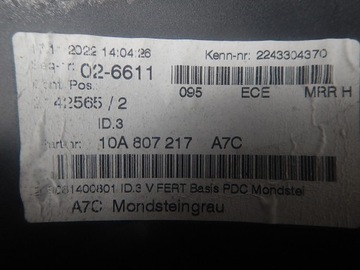 2022 14:04:26 Kenn-nr: 2243304370
02-6611
Pos.
095 ECE MRR H
42565 / 2
ID.3
10A 807 217 A7C
ID.3 V FERT Basis PDC Mondstei
A7C Mondsteingrau